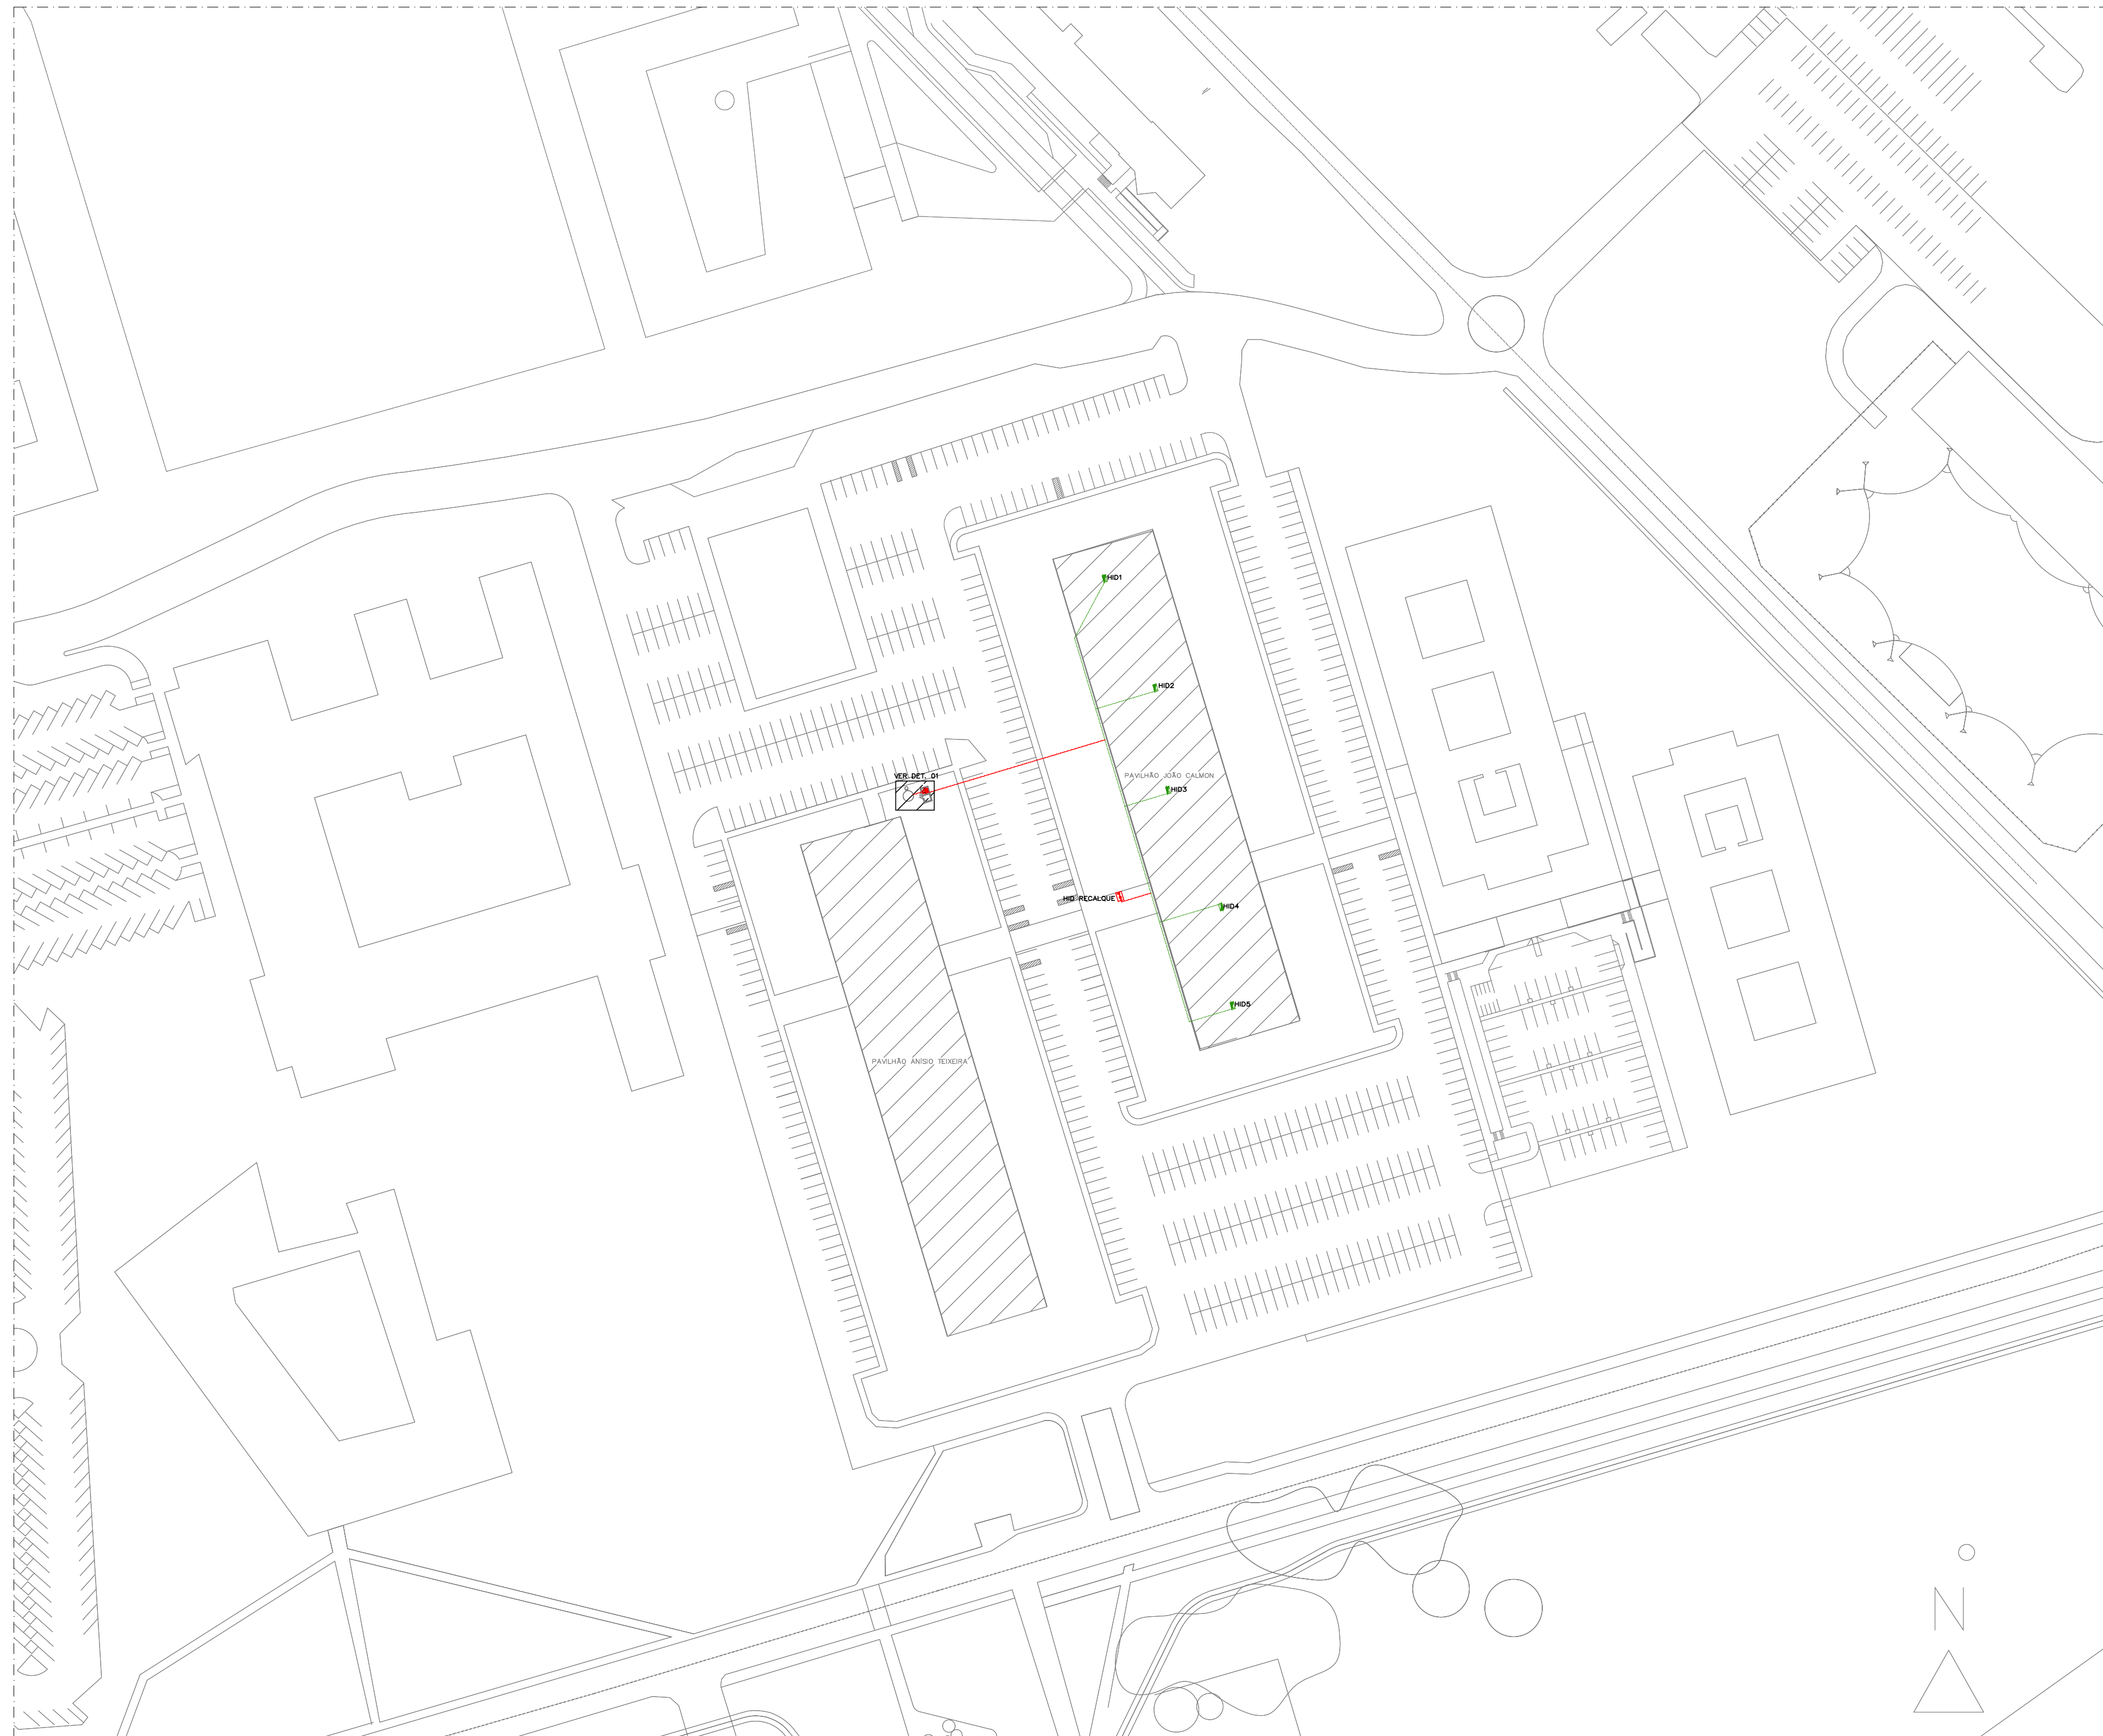 HID1
HID2
VER DET. 01
PAVILHÃO JOÃO CALMON
HID3
HID RECALQUE
HID4
HID5
PAVILHÃO ANÍSIO TEIXEIRA
N